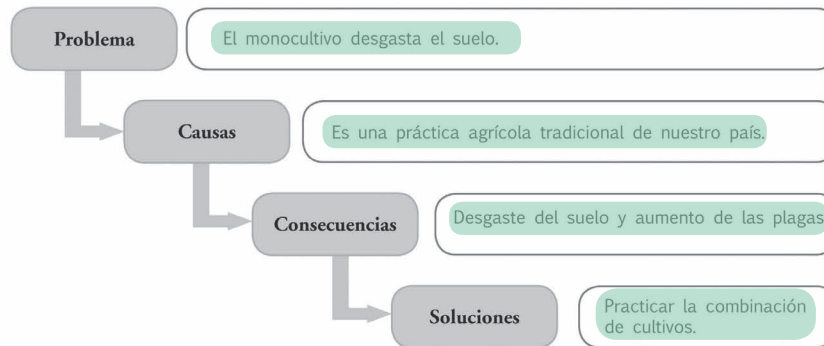 Problema
El monocultivo desgasta el suelo.
Causas
Es una práctica agrícola tradicional de nuestro país.
Consecuencias
Desgaste del suelo y aumento de las plagas
Soluciones
Practicar la combinación
de cultivos.